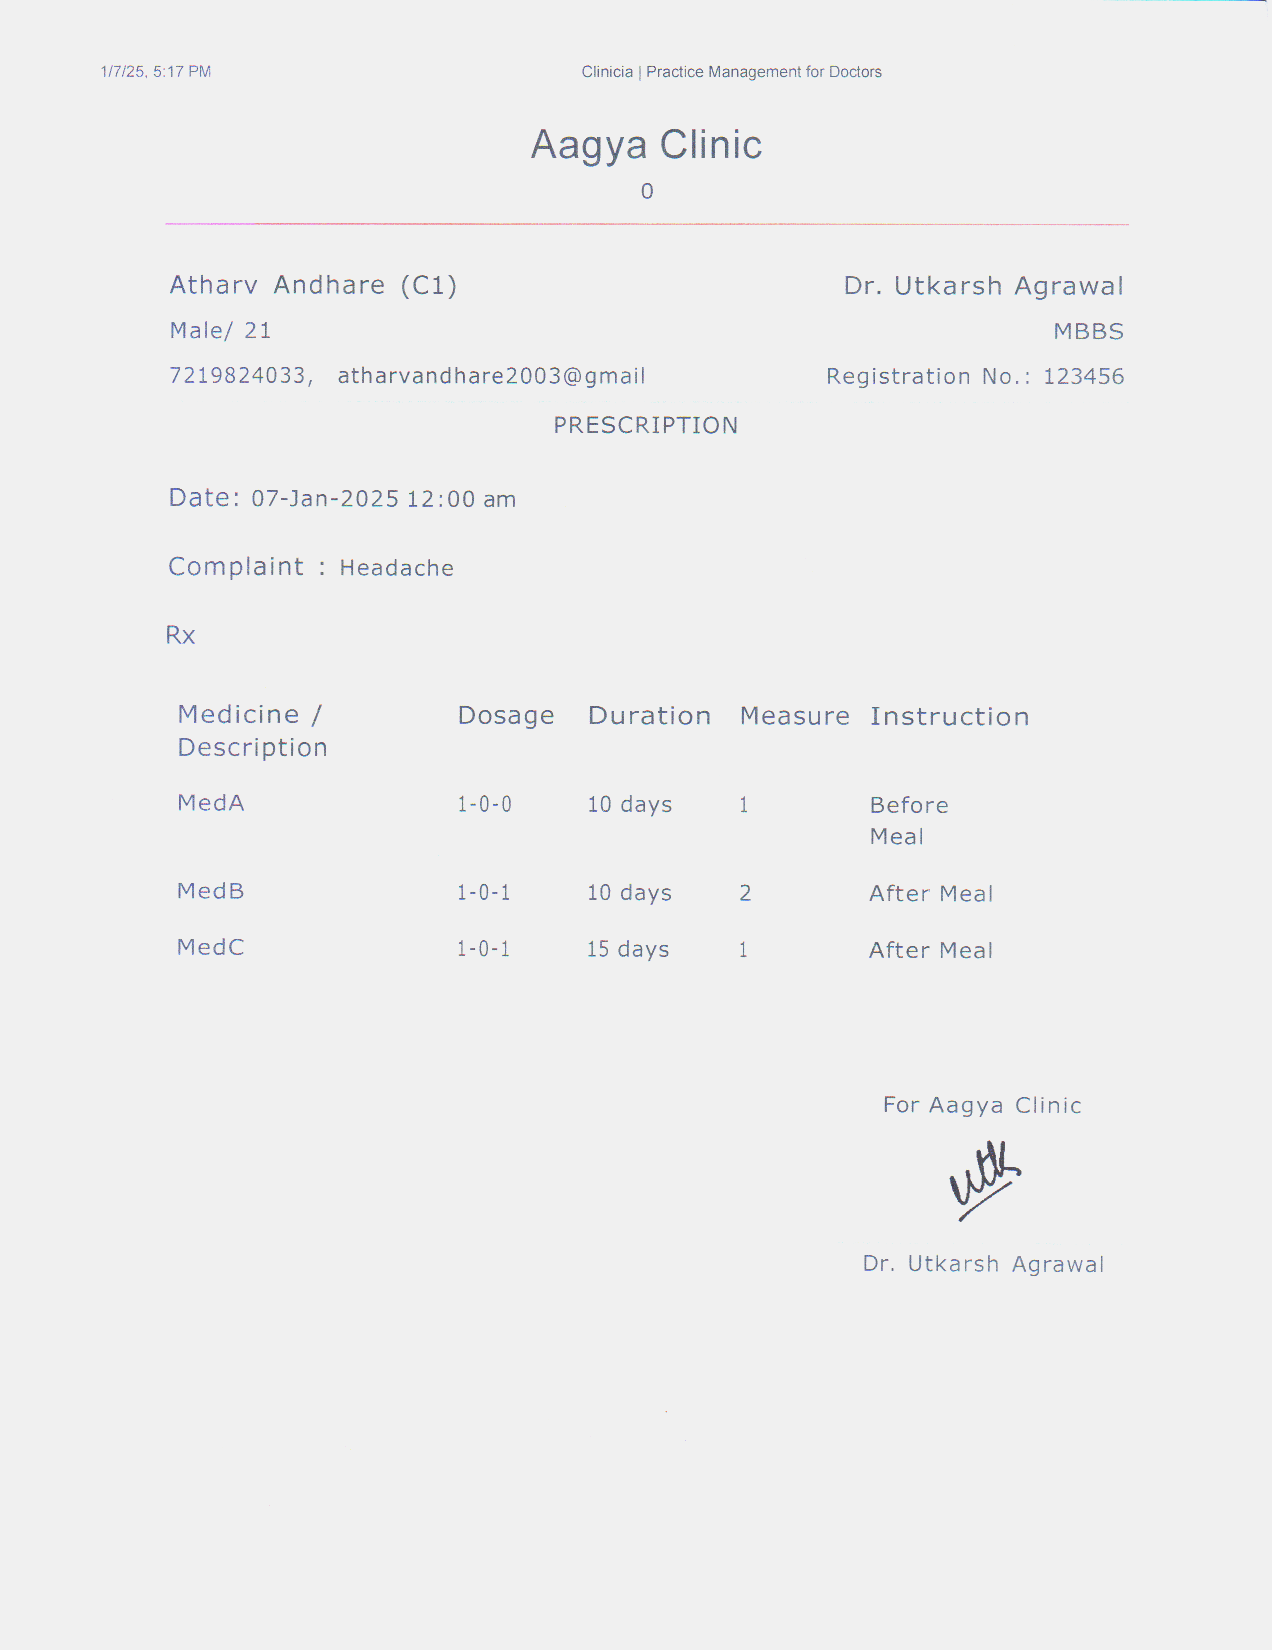 1/7/25, 5:17 PM Clinicia | Practice Management for Doctors
Aagya Clinic
0
Atharv Andhare (C1) Dr. Utkarsh Agrawal
Male/ 21 MBBS
7219824033, atharvandhare2003@gmail Registration No.: 123456
PRESCRIPTION
Date: 07-Jan-2025 12:00 am
Complaint : Headache
Rx
Medicine / Dosage Duration Measure Instruction
Description
MedA 1-0-0 10 days 1 Before
Meal
MedB 1-0-1 10 days 2 After Meal
MedC 1-0-1 15 days 1 After Meal
For Aagya Clinic
utk
Dr. Utkarsh Agrawal